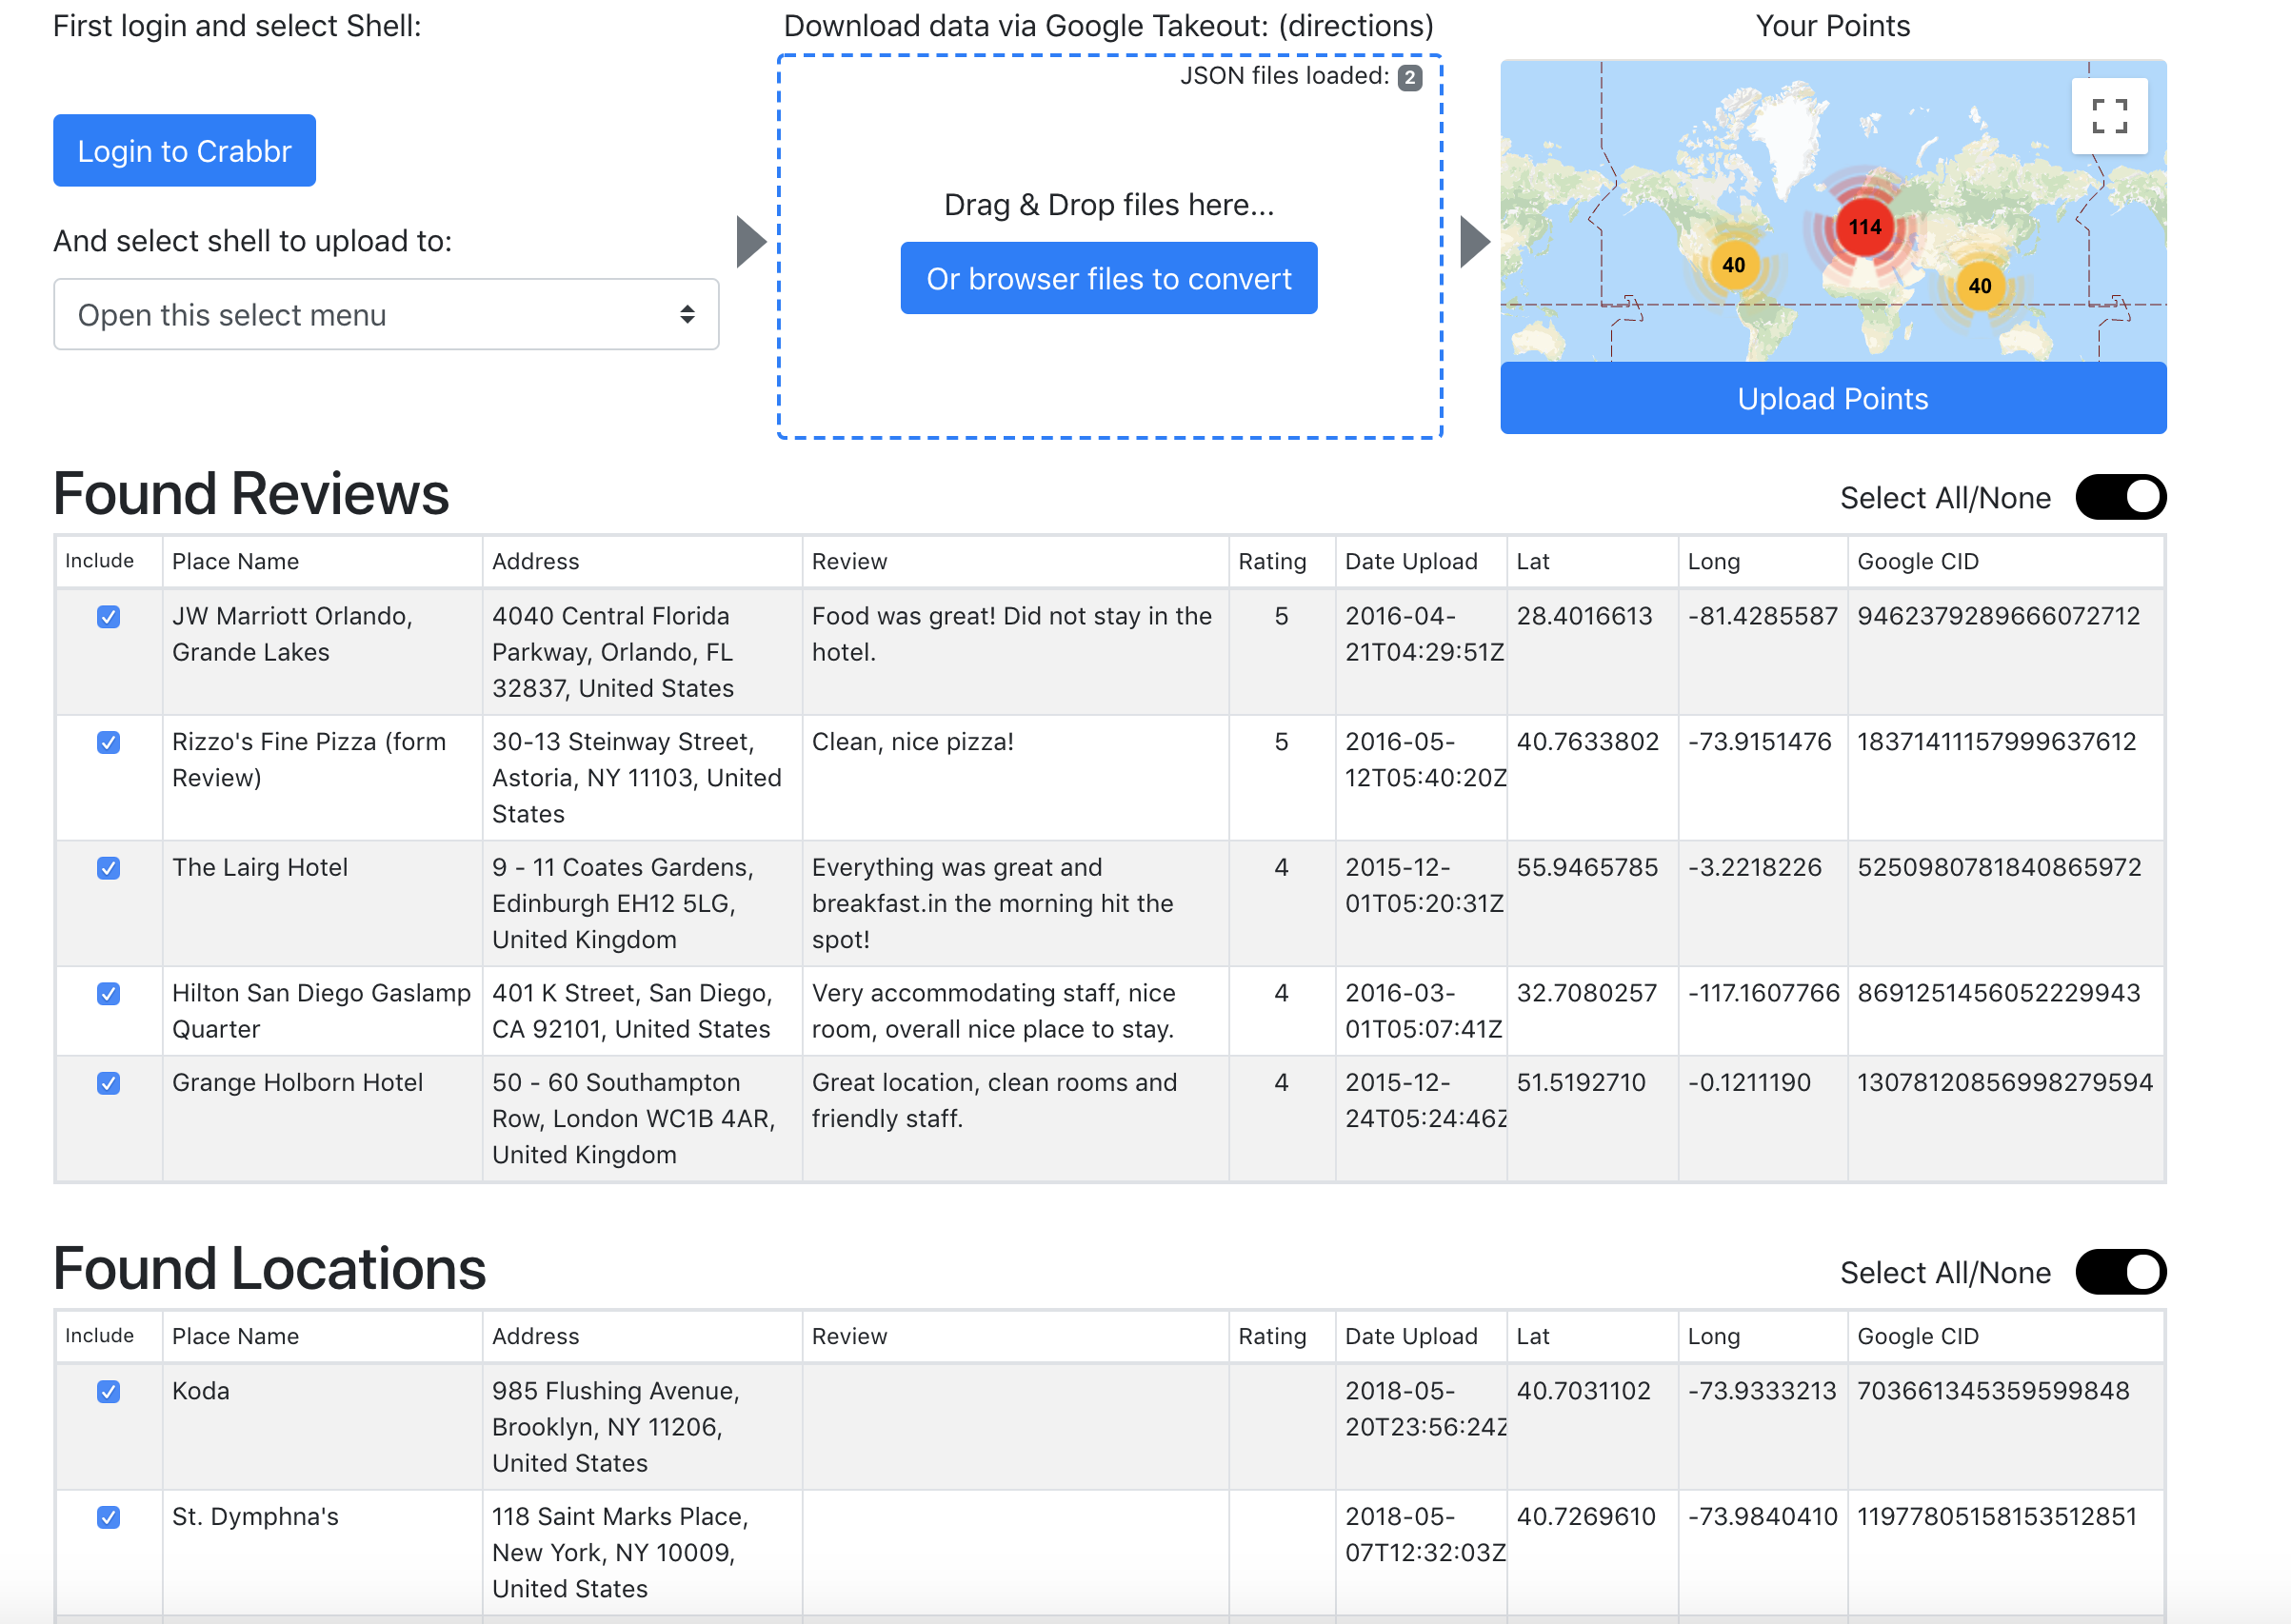 First login and select Shell:
Login to Crabbr
And select shell to upload to:
Open this select menu
Download data via Google Takeout: (directions)
JSON files loaded: 2
Drag & Drop files here...
Or browser files to convert
Your Points
40
114
40
Upload Points
Found Reviews
Select All/None
Include Place Name Address Review Rating Date Upload Lat Long Google CID
JW Marriott Orlando, 4040 Central Florida Food was great! Did not stay in the 5 2016-04- 28.4016613 -81.4285587 9462379289666072712
Grande Lakes Parkway, Orlando, FL hotel. 21T04:29:51Z
32837, United States
Rizzo's Fine Pizza (form 30-13 Steinway Street, Clean, nice pizza! 5 2016-05- 40.7633802 -73.9151476 18371411157999637612
Review) Astoria, NY 11103, United 12T05:40:20Z
States
The Lairg Hotel 9 - 11 Coates Gardens, Everything was great and 4 2015-12- 55.9465785 -3.2218226 5250980781840865972
Edinburgh EH12 5LG, breakfast.in the morning hit the 01T05:20:31Z
United Kingdom spot!
Hilton San Diego Gaslamp 401 K Street, San Diego, Very accommodating staff, nice 4 2016-03- 32.7080257 -117.1607766 8691251456052229943
Quarter CA 92101, United States room, overall nice place to stay. 01T05:07:41Z
Grange Holborn Hotel 50 - 60 Southampton Great location, clean rooms and 4 2015-12- 51.5192710 -0.1211190 13078120856998279594
Row, London WC1B 4AR, friendly staff. 24T05:24:46Z
United Kingdom
Found Locations
Select All/None
Include Place Name Address Review Rating Date Upload Lat Long Google CID
Koda 985 Flushing Avenue, 2018-05- 40.7031102 -73.9333213 703661345359599848
Brooklyn, NY 11206, 20T23:56:24Z
United States
St. Dymphna's 118 Saint Marks Place, 2018-05- 40.7269610 -73.9840410 11977805158153512851
New York, NY 10009, 07T12:32:03Z
United States